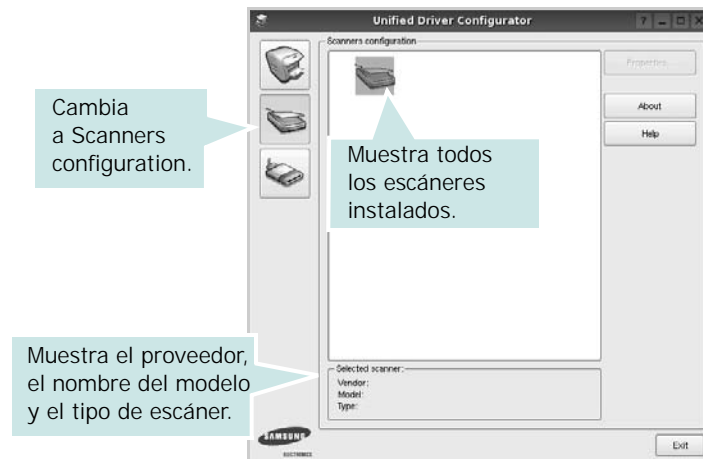 Unified Driver Configurator
Scanners configuration
Properties...
About
Help
Cambia
a Scanners
configuration.
Muestra todos
los escáneres
instalados.
Muestra el proveedor,
el nombre del modelo
y el tipo de escáner.
Selected scanner:
Vendor:
Model:
Type:
SAMSUNG
ELECTRONICS
Exit